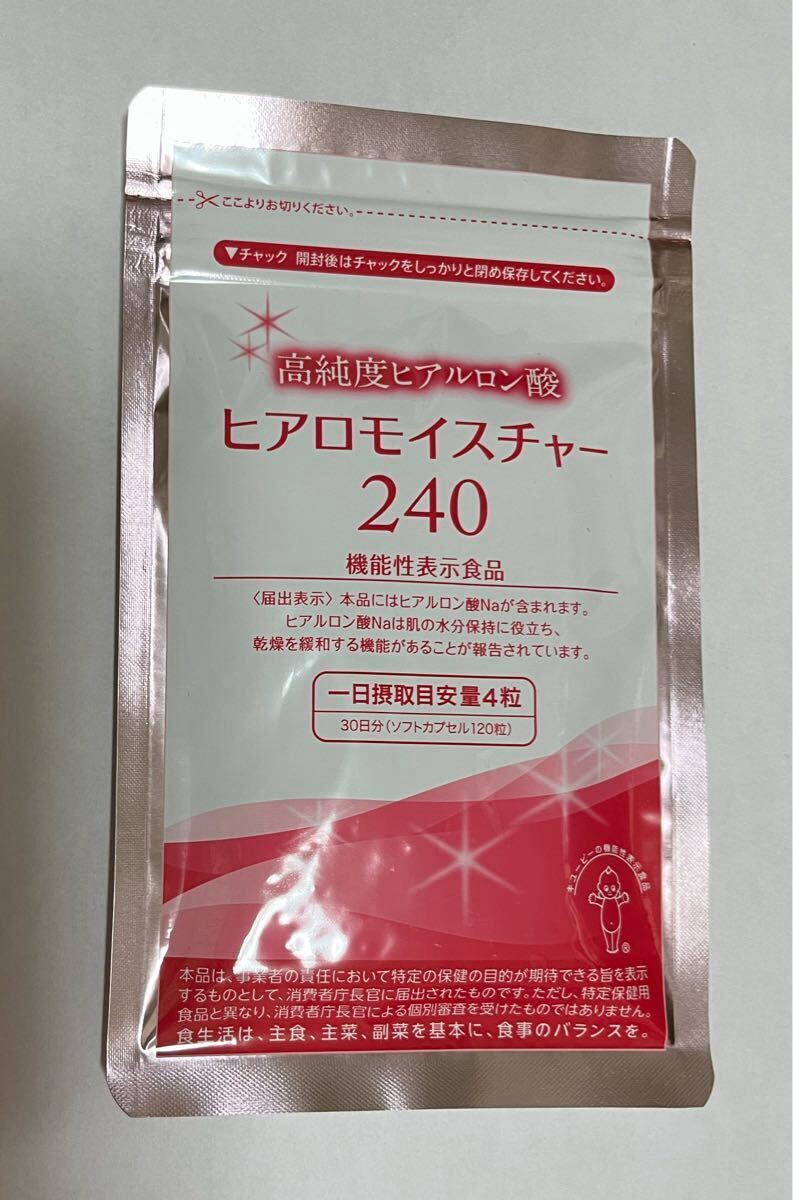 ここよりお切りください。
▼チャック 開封後はチャックをしっかりと閉め保存してください。
高純度ヒアルロン酸
ヒアロモイスチャー
240
機能性表示食品
〈届出表示〉本品にはヒアルロン酸Naが含まれます。
ヒアルロン酸Naは肌の水分保持に役立ち、
乾燥を緩和する機能があることが報告されています。
一日摂取目安量4粒
30日分(ソフトカプセル120粒)
キユーピーの機能性表示食品
®
本品は、事業者の責任において特定の保健の目的が期待できる旨を表示
するものとして、消費者庁長官に届出されたものです。ただし、特定保健用
食品と異なり、消費者庁長官による個別審査を受けたものではありません。
食生活は、主食、主菜、副菜を基本に、食事のバランスを。